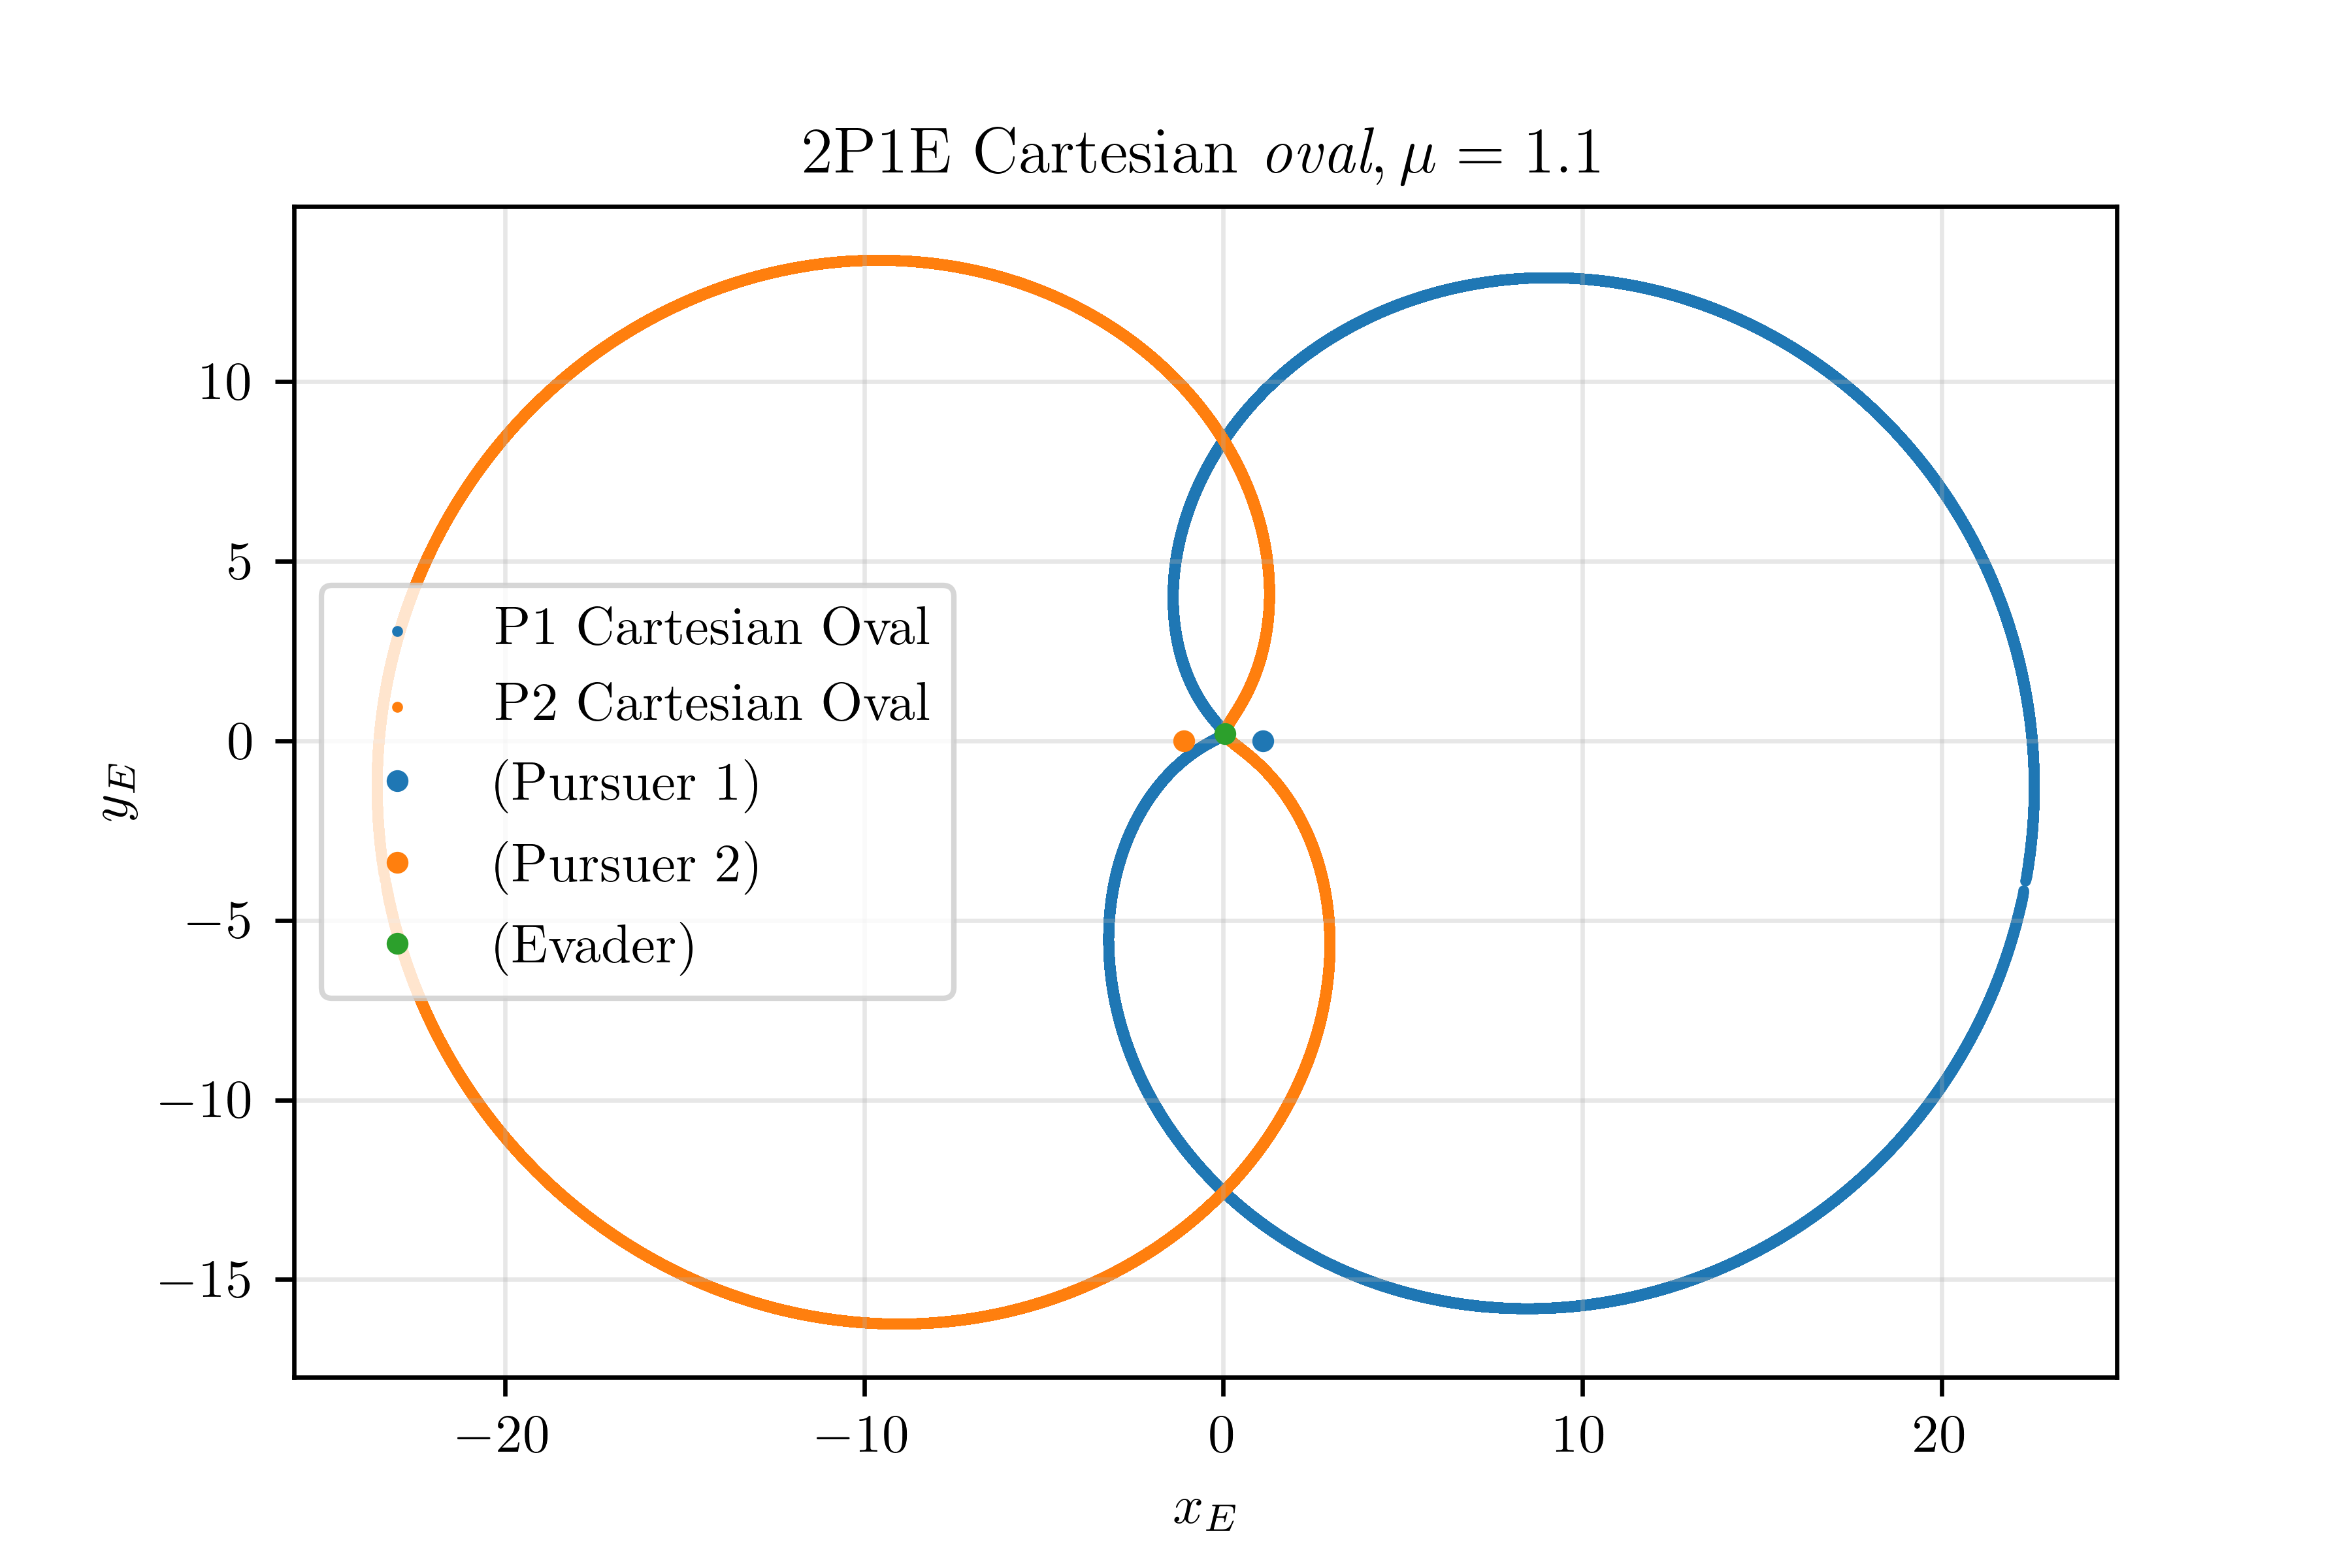 2P1E Cartesian oval, μ = 1.1
10
5
0
−5
−10
−15
y_E
P1 Cartesian Oval
P2 Cartesian Oval
(Pursuer 1)
(Pursuer 2)
(Evader)
−20 −10 0 10 20
x_E